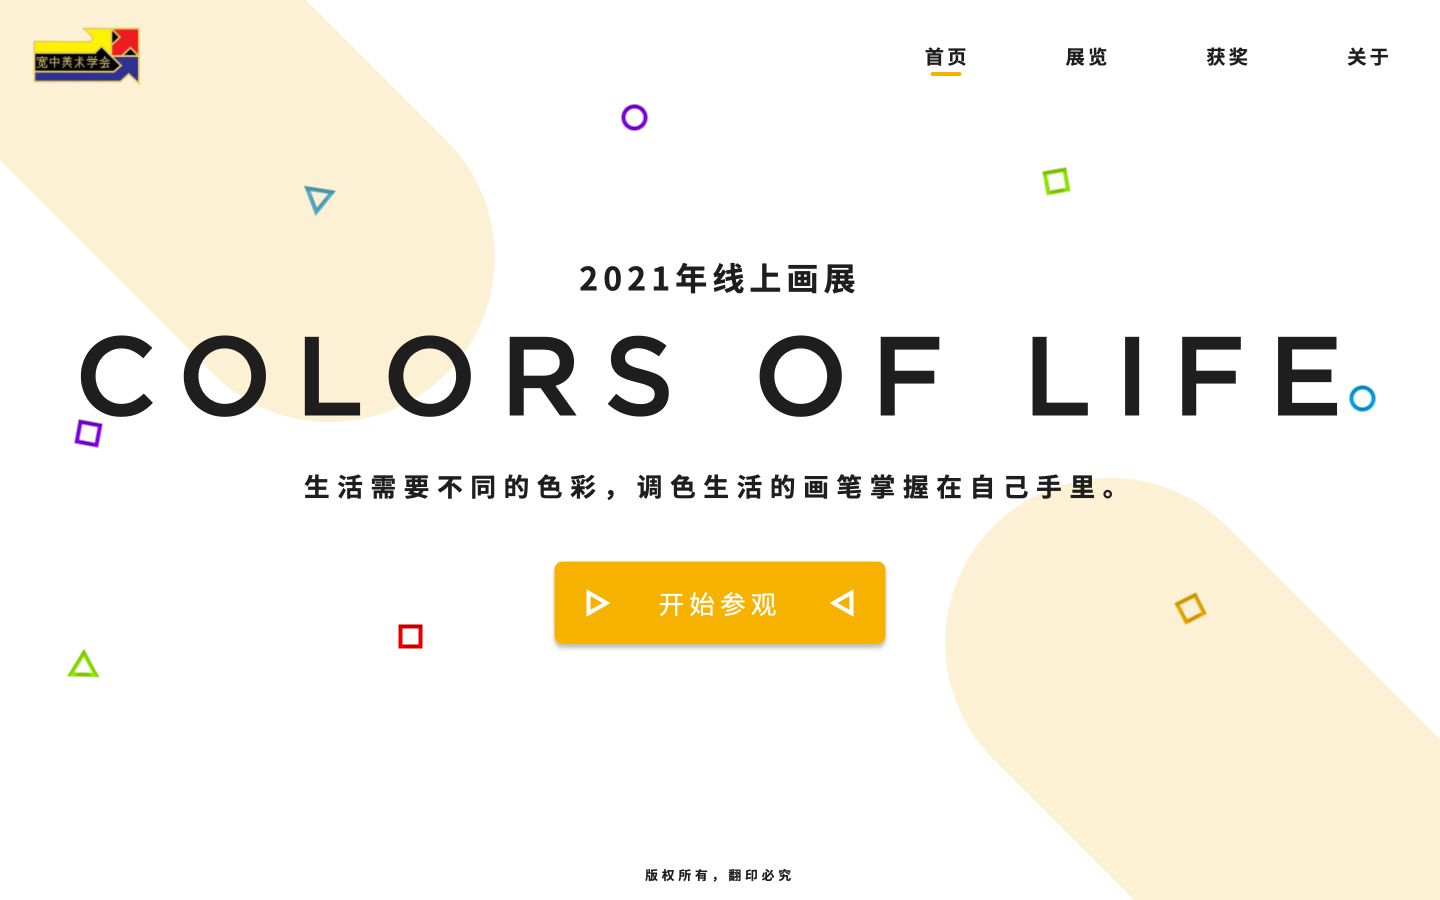 宽中美术学会
首页 展览 获奖 关于
2021年线上画展
COLORS OF LIFE
生活需要不同的色彩，调色生活的画笔掌握在自己手里。
开始参观
版权所有，翻印必究